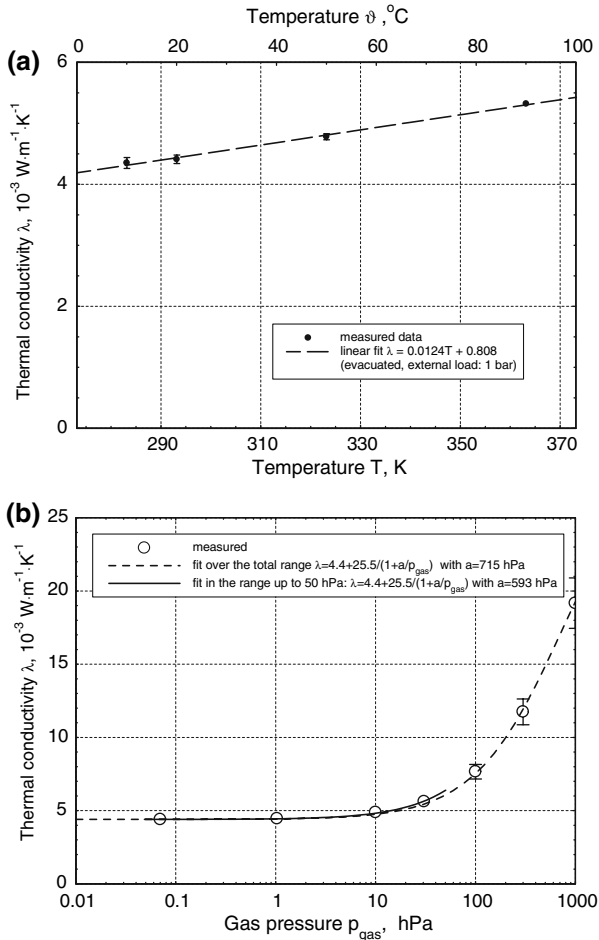 Temperature ϑ ,°C
0 20 40 60 80 100
(a)
6
4
2
0
Thermal conductivity λ, 10⁻³ W·m⁻¹·K⁻¹
measured data
linear fit λ = 0.0124T + 0.808
(evacuated, external load: 1 bar)
290 310 330 350 370
Temperature T, K
(b)
25
20
15
10
5
0
Thermal conductivity λ, 10⁻³ W·m⁻¹·K⁻¹
measured
fit over the total range λ=4.4+25.5/(1+a/p_gas) with a=715 hPa
fit in the range up to 50 hPa: λ=4.4+25.5/(1+a/p_gas) with a=593 hPa
0.01 0.1 1 10 100 1000
Gas pressure p_gas, hPa